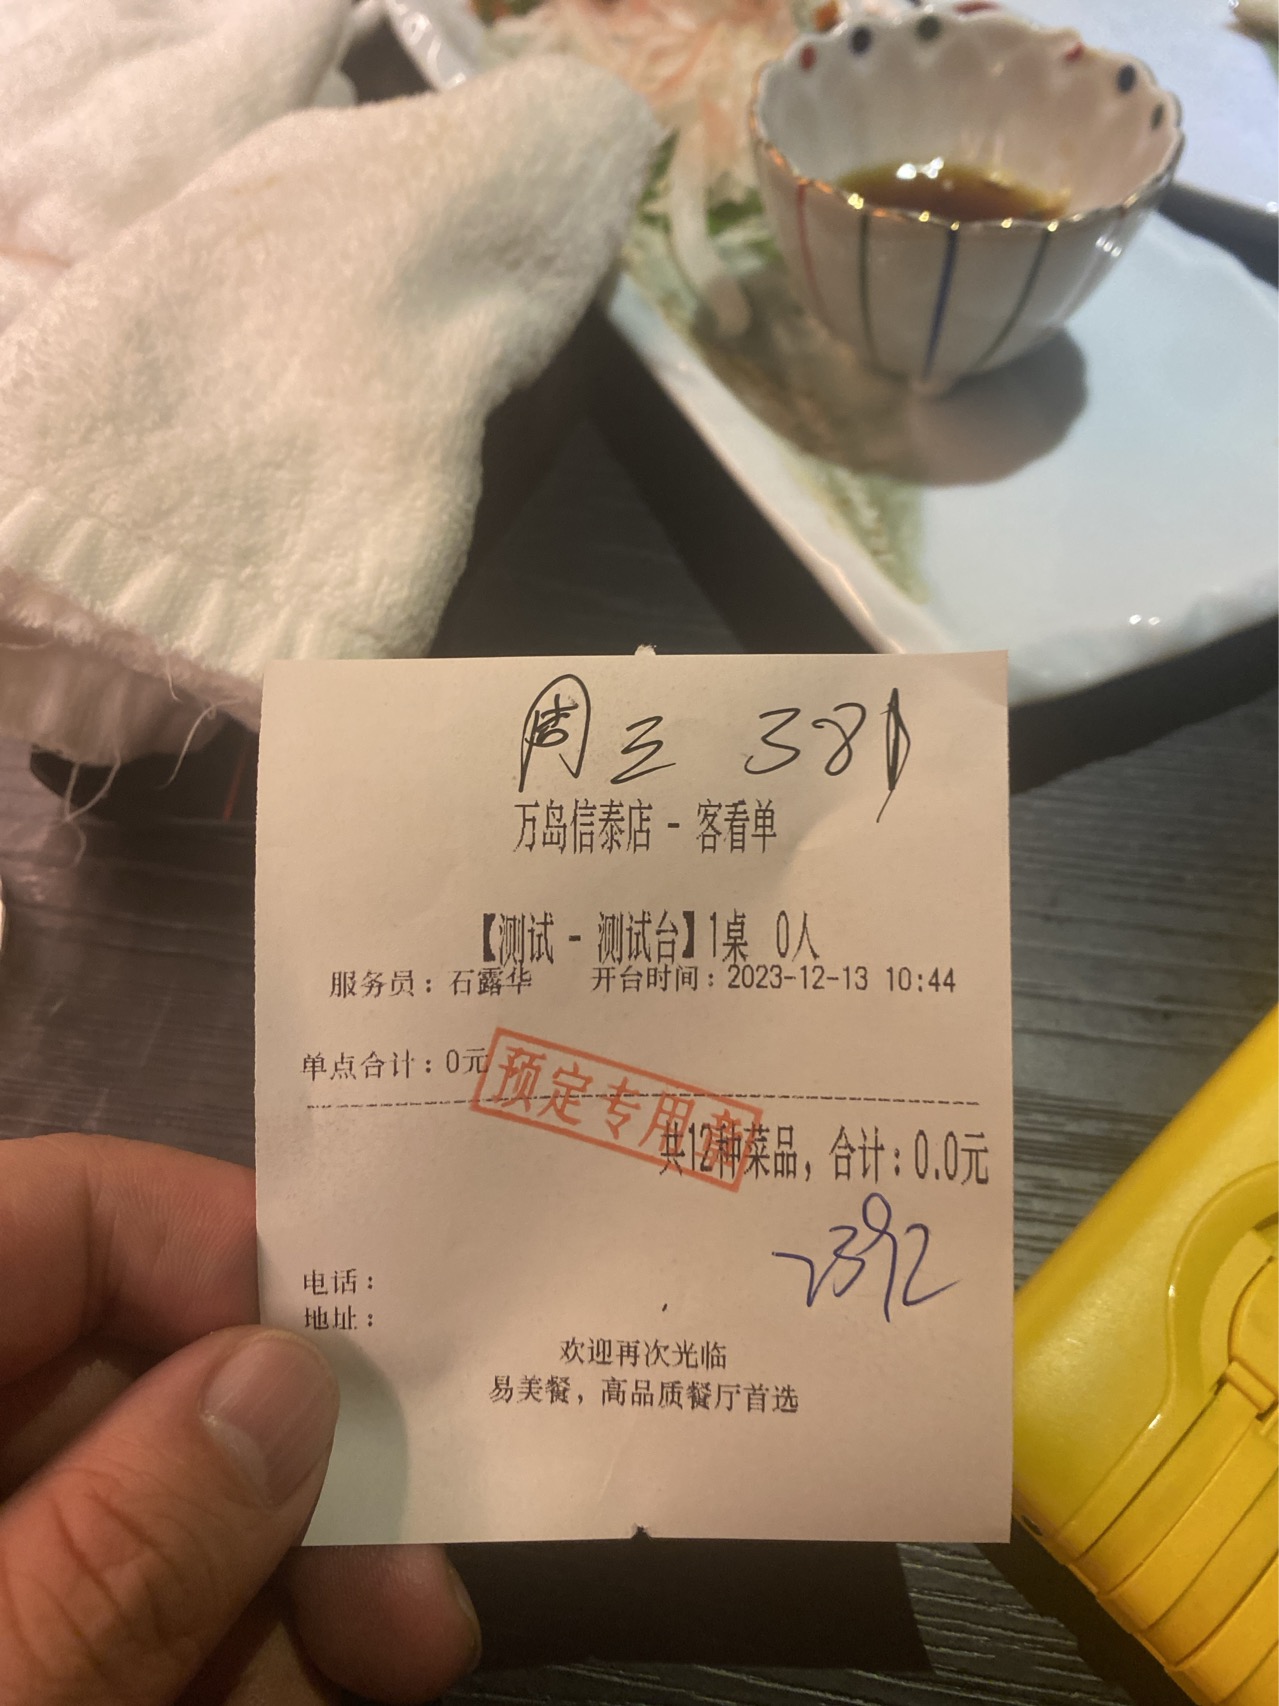 周三 38
万岛信泰店 - 客看单
【测试 - 测试台】1桌 0人
服务员：石露华 开台时间：2023-12-13 10:44
单点合计：0元
预定专用章
共12种菜品，合计：0.0元
电话：
地址：
欢迎再次光临
易美餐，高品质餐厅首选